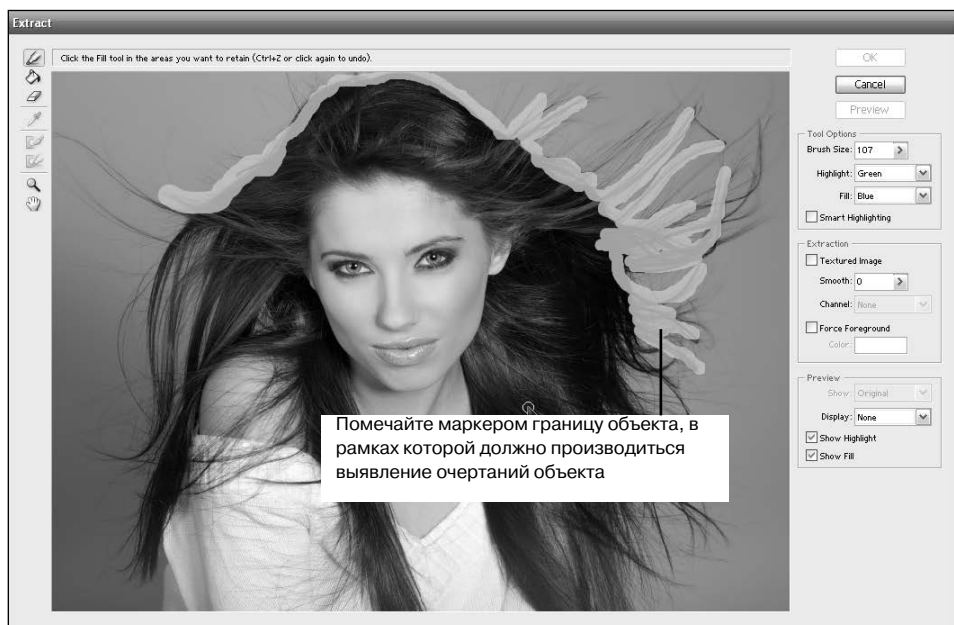 Extract
Click the Fill tool in the areas you want to retain (Ctrl+Z or click again to undo).
OK
Cancel
Preview
Tool Options
Brush Size: 107
Highlight: Green
Fill: Blue
Smart Highlighting
Extraction
Textured Image
Smooth: 0
Channel: None
Force Foreground
Color:
Preview
Show: Original
Display: None
Show Highlight
Show Fill
Помечайте маркером границу объекта, в
рамках которой должно производиться
выявление очертаний объекта